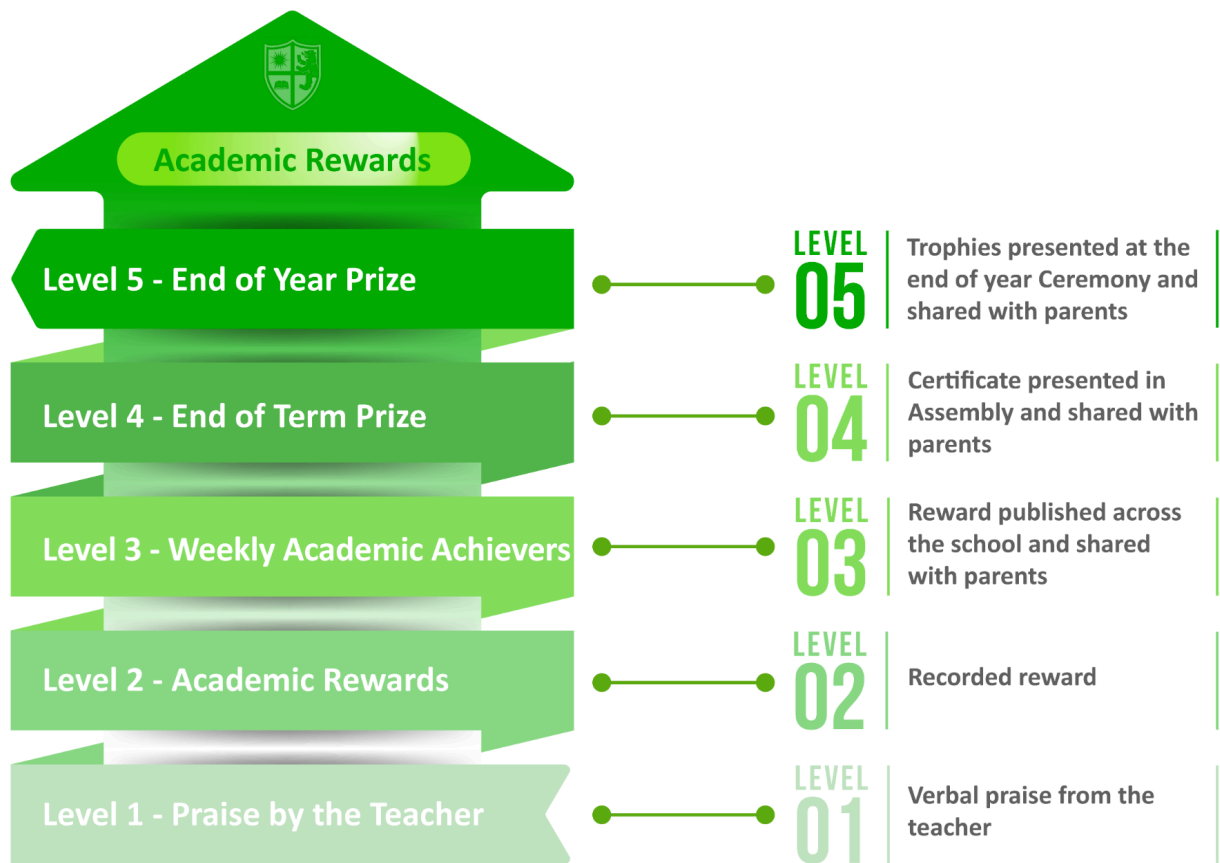 Academic Rewards
Level 5 - End of Year Prize
LEVEL
05
Trophies presented at the
end of year Ceremony and
shared with parents
Level 4 - End of Term Prize
LEVEL
04
Certificate presented in
Assembly and shared with
parents
Level 3 - Weekly Academic Achievers
LEVEL
03
Reward published across
the school and shared
with parents
Level 2 - Academic Rewards
LEVEL
02
Recorded reward
Level 1 - Praise by the Teacher
LEVEL
01
Verbal praise from the
teacher